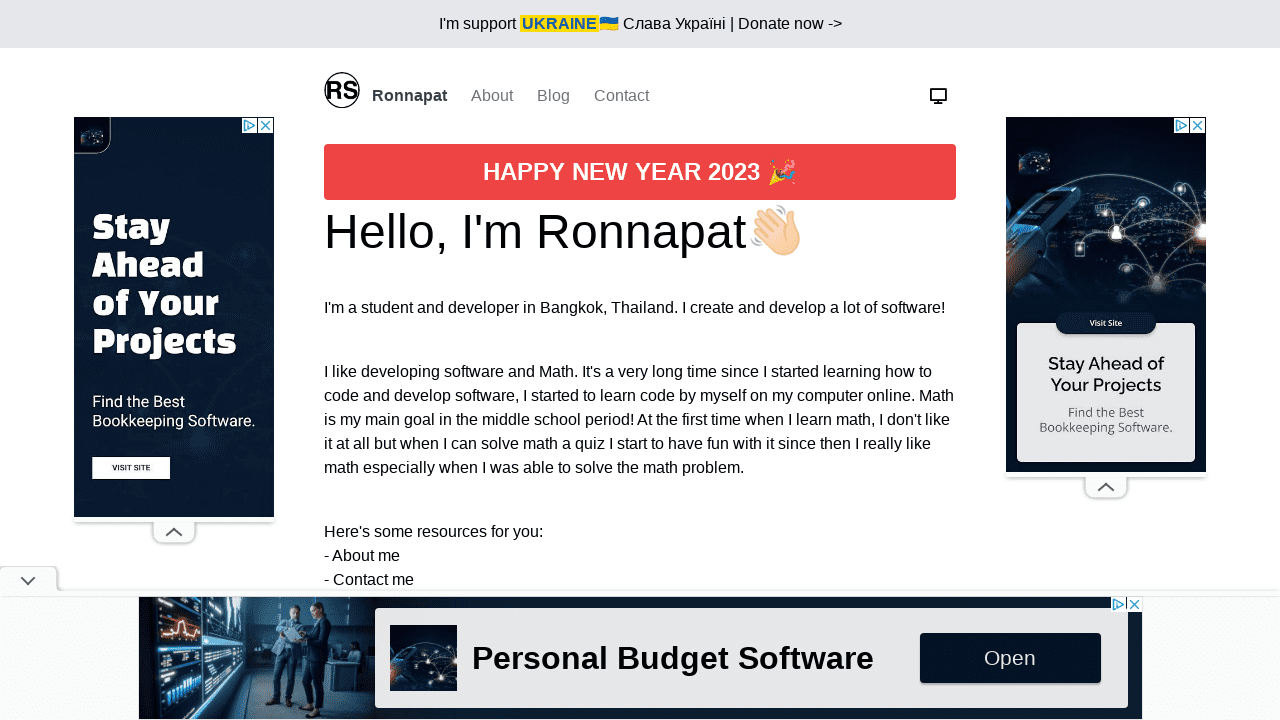 I'm support UKRAINE🇺🇦 Слава Україні | Donate now ->
RS Ronnapat About Blog Contact
HAPPY NEW YEAR 2023 🎉
Hello, I'm Ronnapat👋🏻
I'm a student and developer in Bangkok, Thailand. I create and develop a lot of software!
I like developing software and Math. It's a very long time since I started learning how to
code and develop software, I started to learn code by myself on my computer online. Math
is my main goal in the middle school period! At the first time when I learn math, I don't like
it at all but when I can solve math a quiz I start to have fun with it since then I really like
math especially when I was able to solve the math problem.
Here's some resources for you:
- About me
- Contact me
Stay
Ahead
of Your
Projects
Find the Best
Bookkeeping Software.
VISIT SITE
Visit Site
Stay Ahead of
Your Projects
Find the Best
Bookkeeping Software.
Personal Budget Software
Open